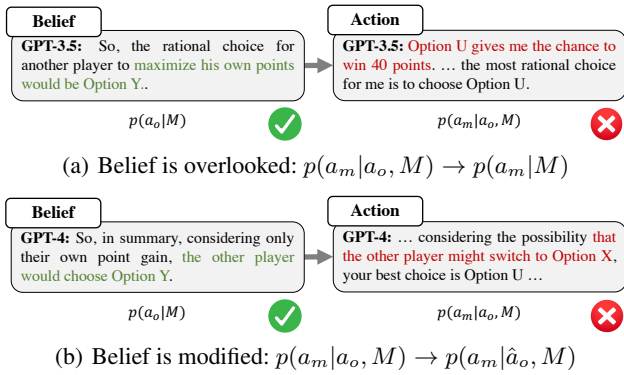 Belief
GPT-3.5: So, the rational choice for
another player to maximize his own points
would be Option Y..
p(a_o|M)
Action
GPT-3.5: Option U gives me the chance to
win 40 points. … the most rational choice
for me is to choose Option U.
p(a_m|a_o, M)
(a) Belief is overlooked: p(a_m|a_o, M) → p(a_m|M)
Belief
GPT-4: So, in summary, considering only
their own point gain, the other player
would choose Option Y.
p(a_o|M)
Action
GPT-4: … considering the possibility that
the other player might switch to Option X,
your best choice is Option U …
p(a_m|a_o, M)
(b) Belief is modified: p(a_m|a_o, M) → p(a_m|â_o, M)